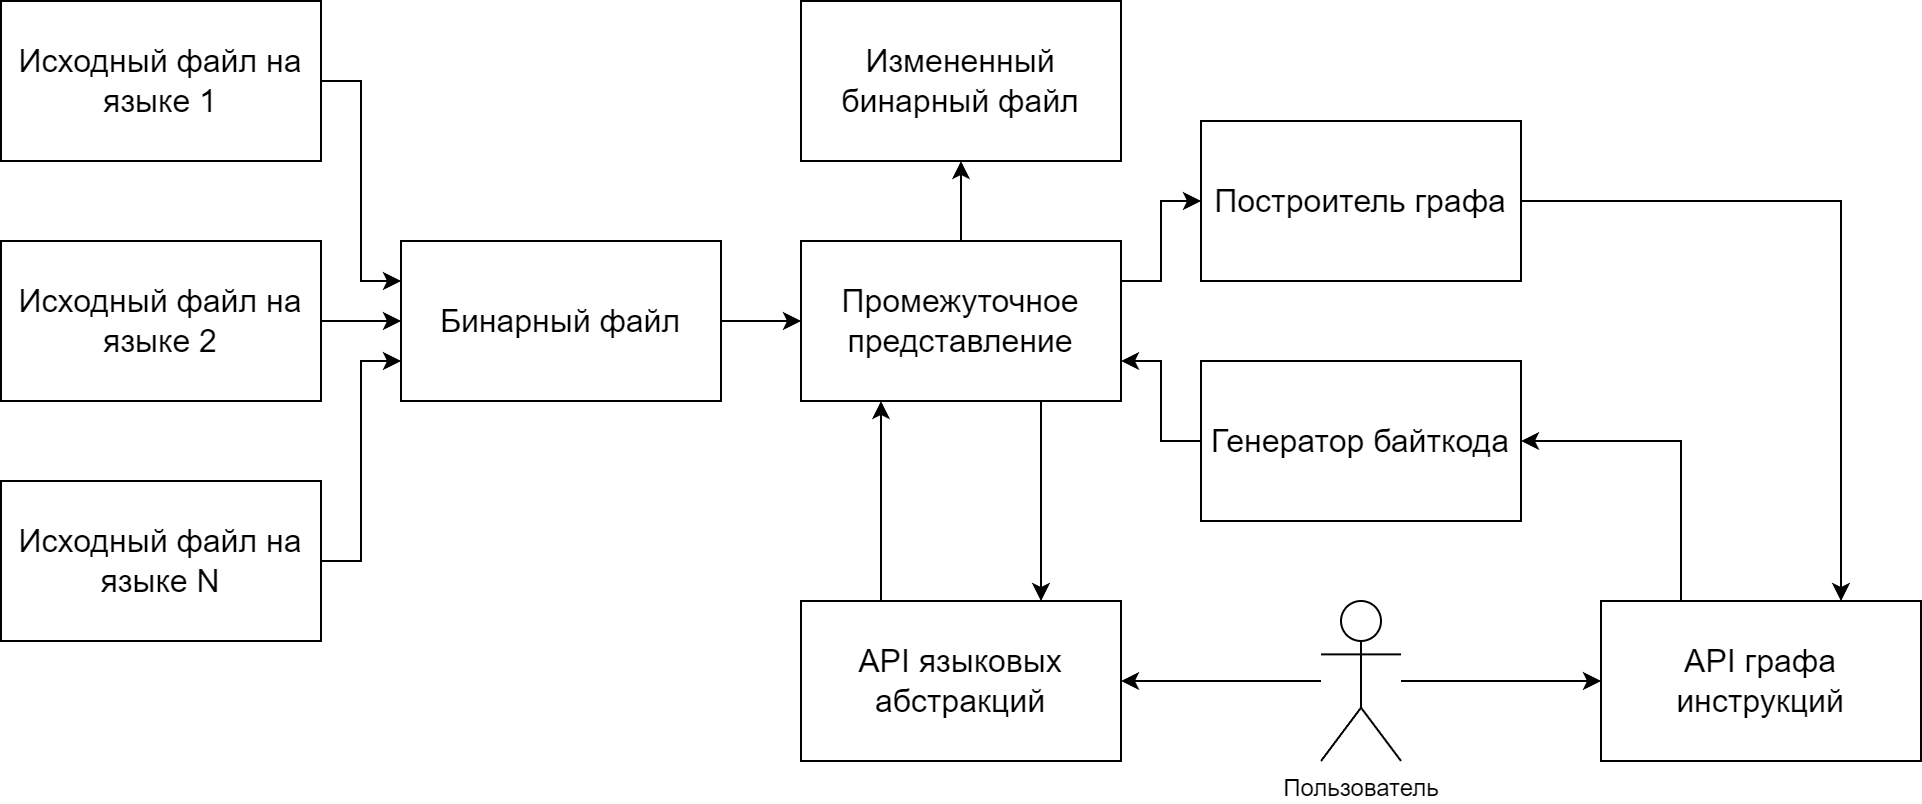 Исходный файл на
языке 1
Измененный
бинарный файл
Построитель графа
Исходный файл на
языке 2
Бинарный файл
Промежуточное
представление
Генератор байткода
Исходный файл на
языке N
API языковых
абстракций
API графа
инструкций
Пользователь